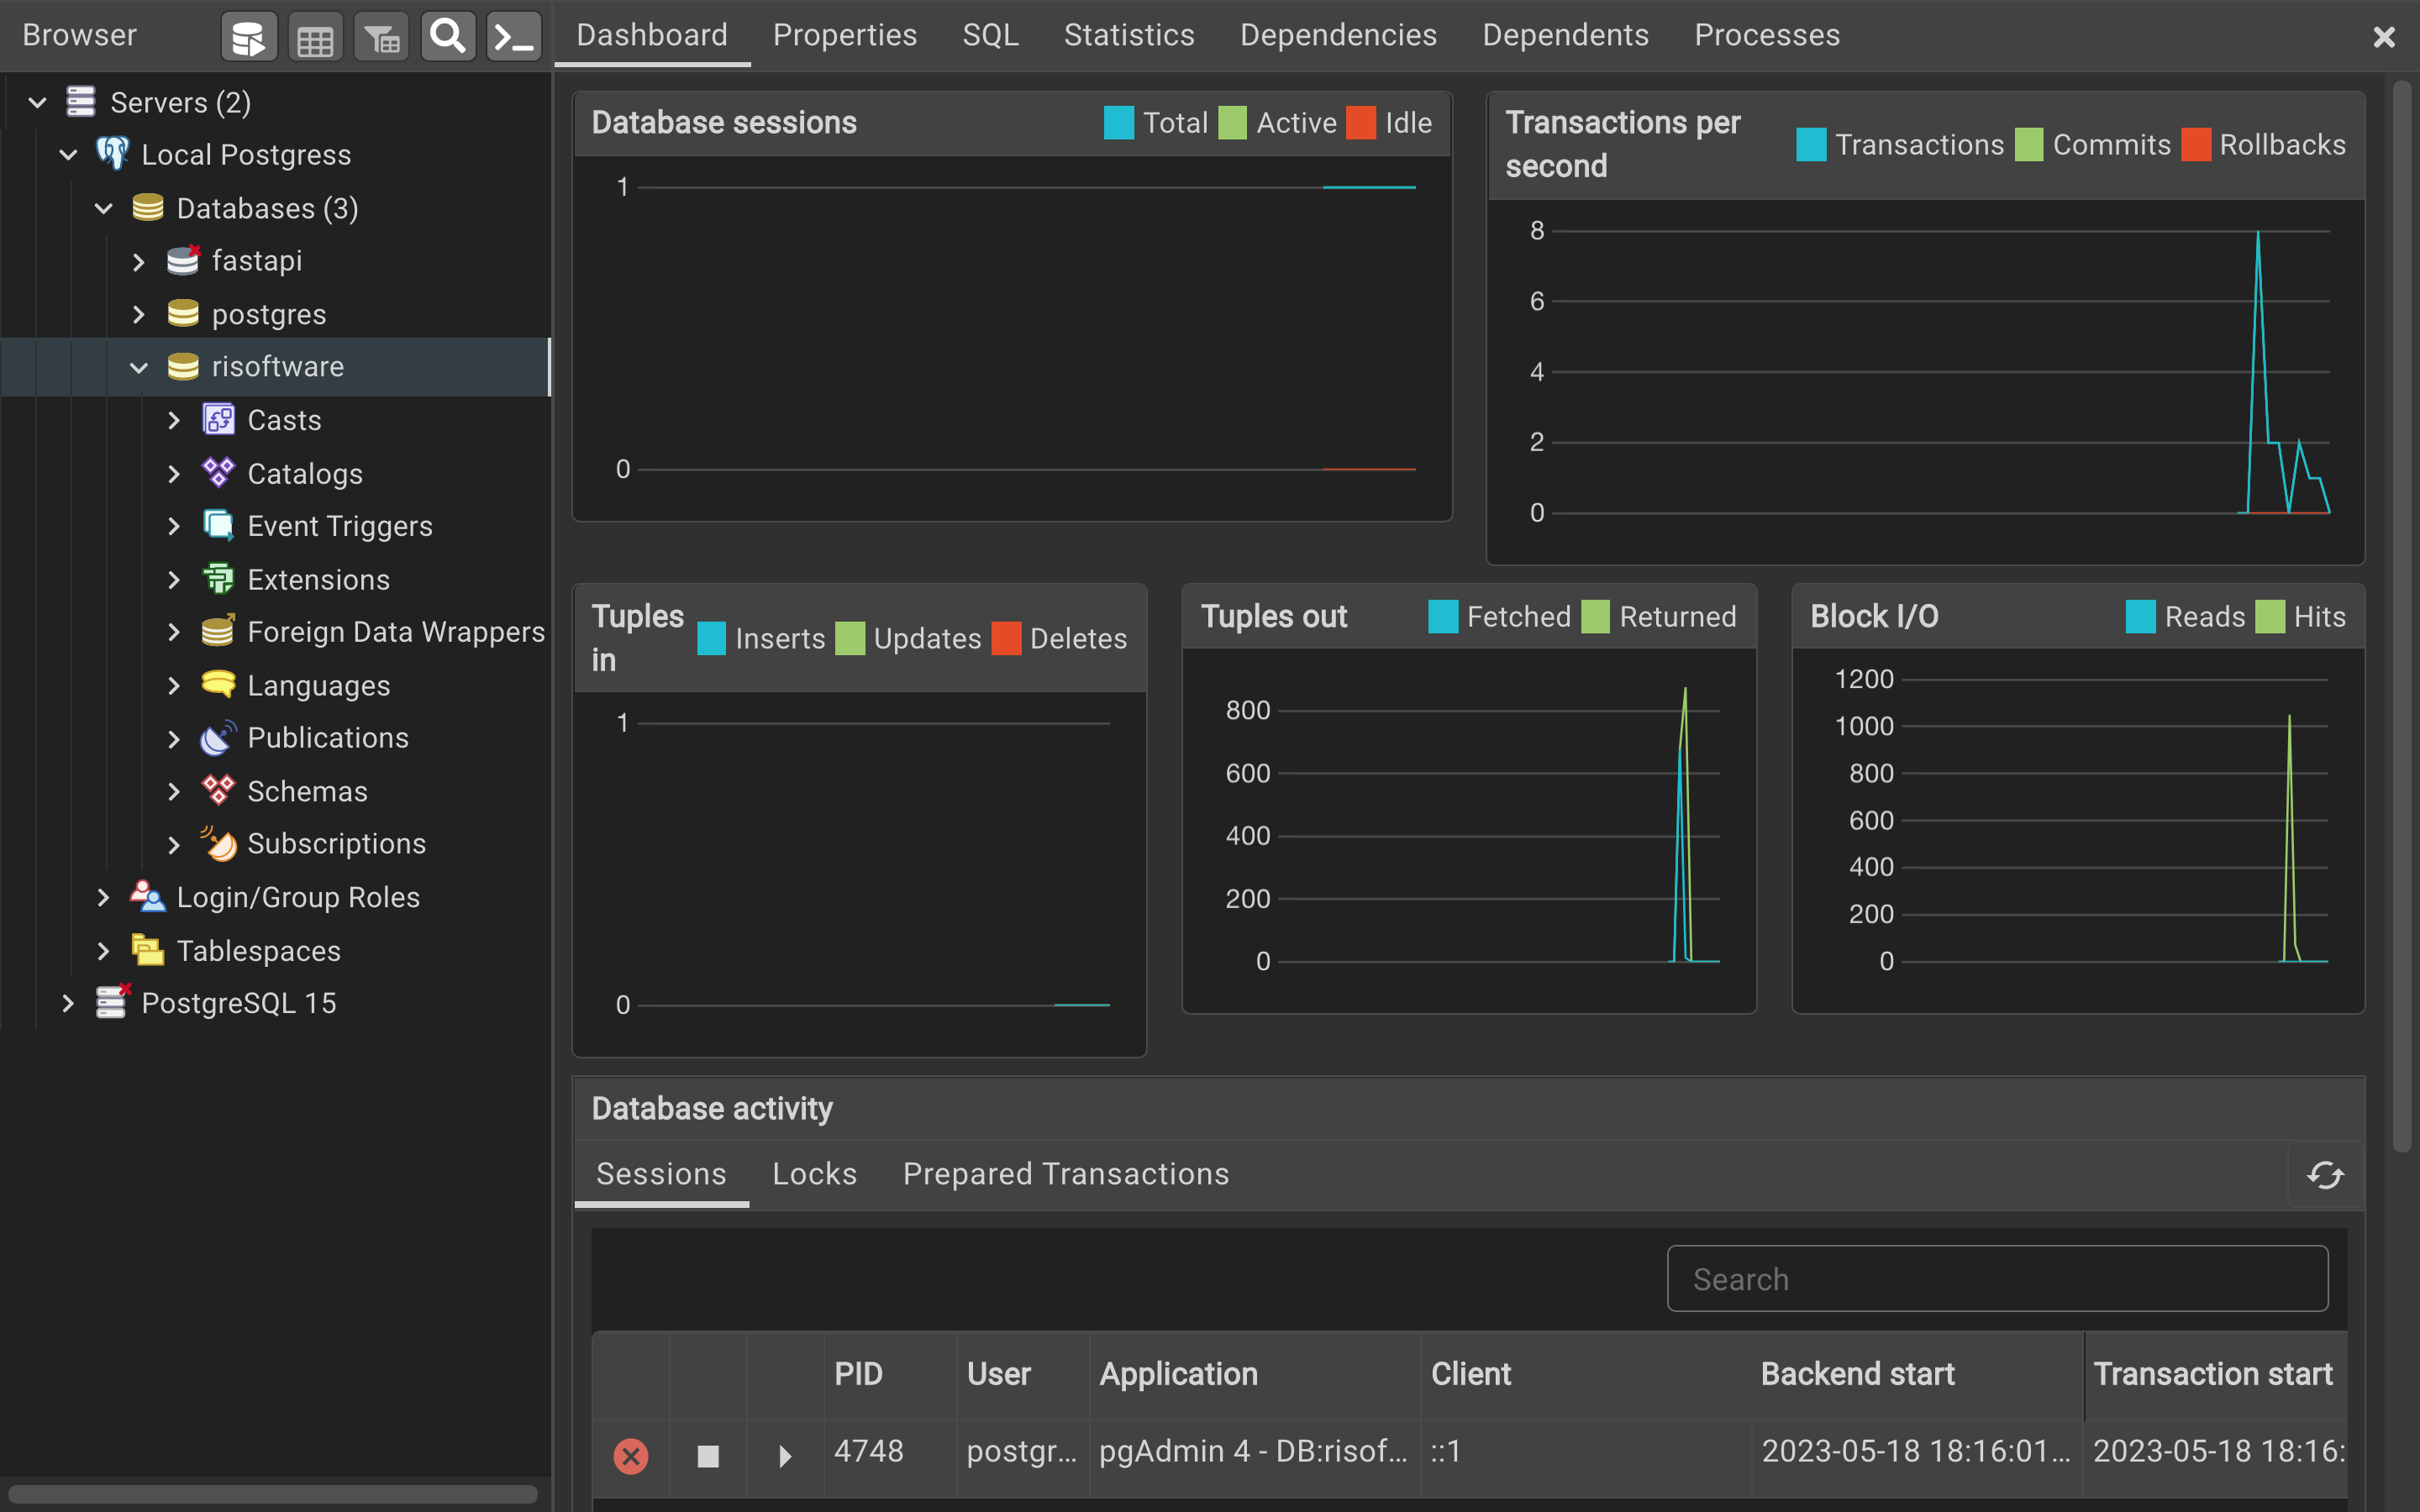 Browser
Dashboard Properties SQL Statistics Dependencies Dependents Processes
Servers (2)
Local Postgress
Databases (3)
fastapi
postgres
risoftware
Casts
Catalogs
Event Triggers
Extensions
Foreign Data Wrappers
Languages
Publications
Schemas
Subscriptions
Login/Group Roles
Tablespaces
PostgreSQL 15
Database sessions Total Active Idle
1
0
Transactions per
second
Transactions Commits Rollbacks
8
6
4
2
0
Tuples
in
Inserts Updates Deletes
1
0
Tuples out Fetched Returned
800
600
400
200
0
Block I/O Reads Hits
1200
1000
800
600
400
200
0
Database activity
Sessions Locks Prepared Transactions
Search
PID User Application Client Backend start Transaction start
4748 postgr... pgAdmin 4 - DB:risof... ::1 2023-05-18 18:16:01... 2023-05-18 18:16: